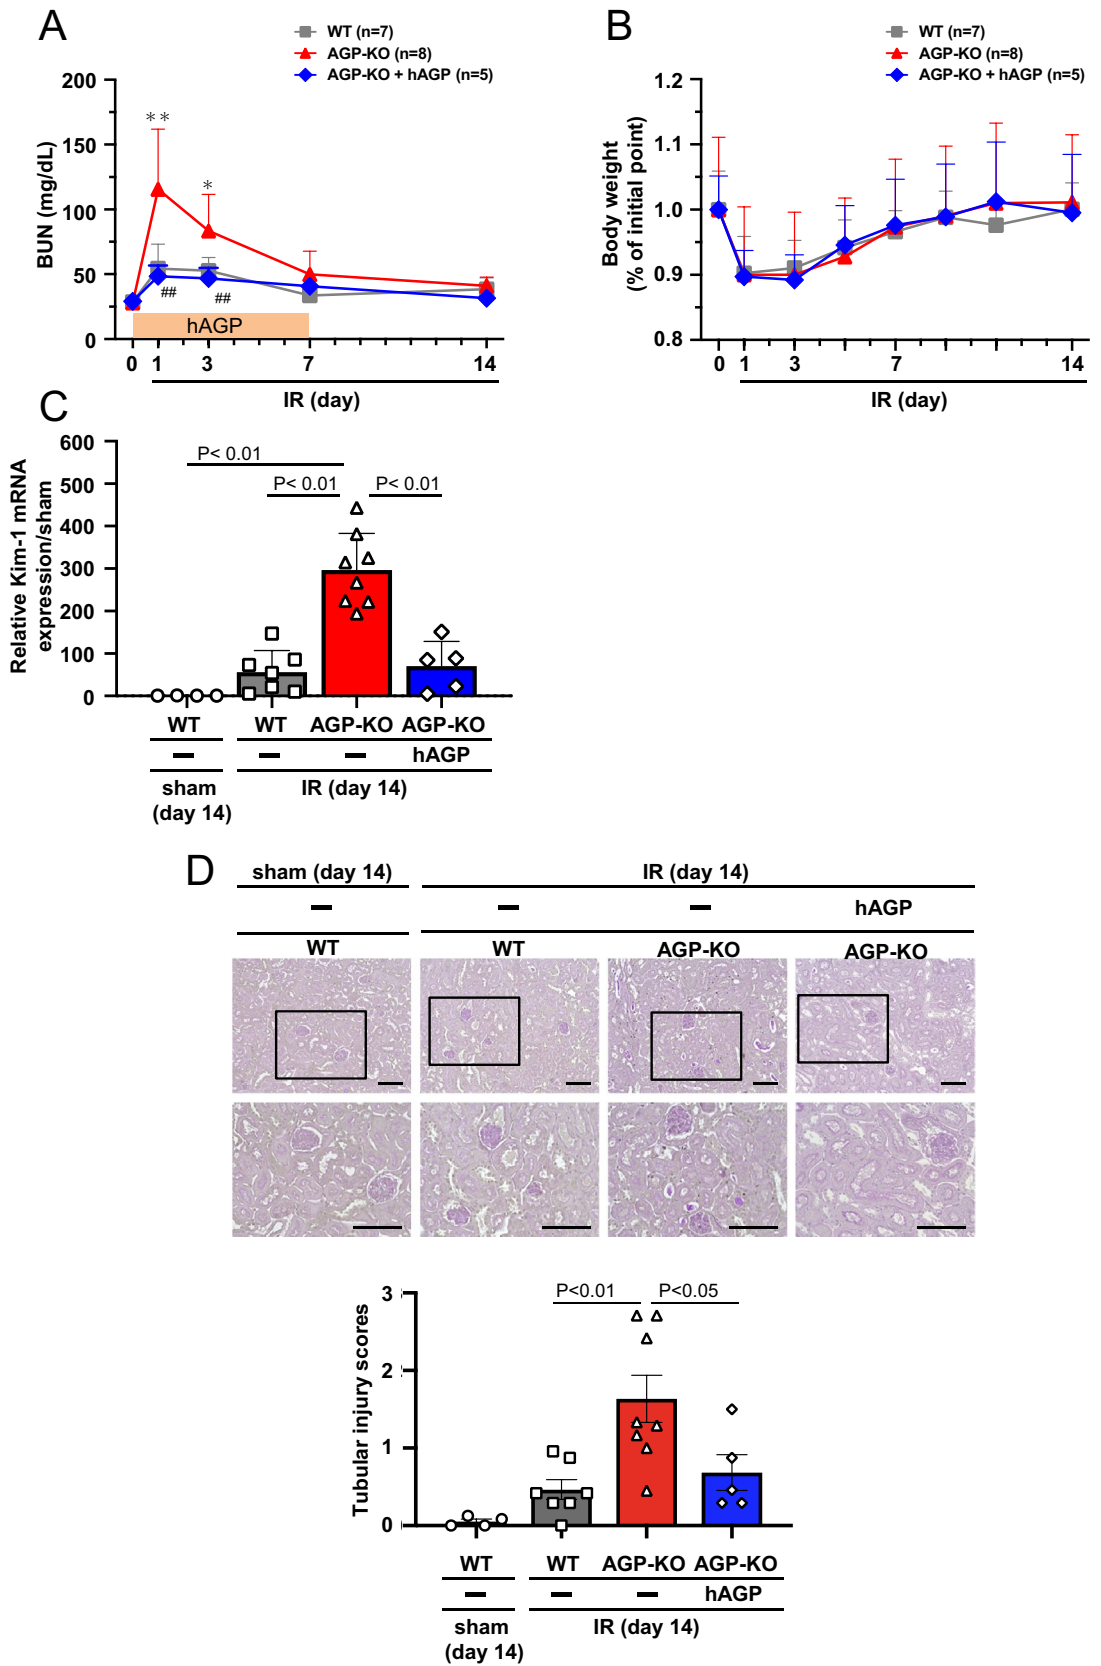 A
WT (n=7)
AGP-KO (n=8)
AGP-KO + hAGP (n=5)
BUN (mg/dL)
200
150
100
50
0
**
*
##
##
hAGP
0 1 3 7 14
IR (day)
B
WT (n=7)
AGP-KO (n=8)
AGP-KO + hAGP (n=5)
Body weight
(% of initial point)
1.2
1.1
1.0
0.9
0.8
0 1 3 7 14
IR (day)
C
Relative Kim-1 mRNA
expression/sham
600
500
400
300
200
100
0
P< 0.01
P< 0.01 P< 0.01
WT WT AGP-KO AGP-KO
– – – hAGP
sham IR (day 14)
(day 14)
D
sham (day 14) IR (day 14)
– – – hAGP
WT WT AGP-KO AGP-KO
Tubular injury scores
3
2
1
0
P<0.01 P<0.05
WT WT AGP-KO AGP-KO
– – – hAGP
sham IR (day 14)
(day 14)